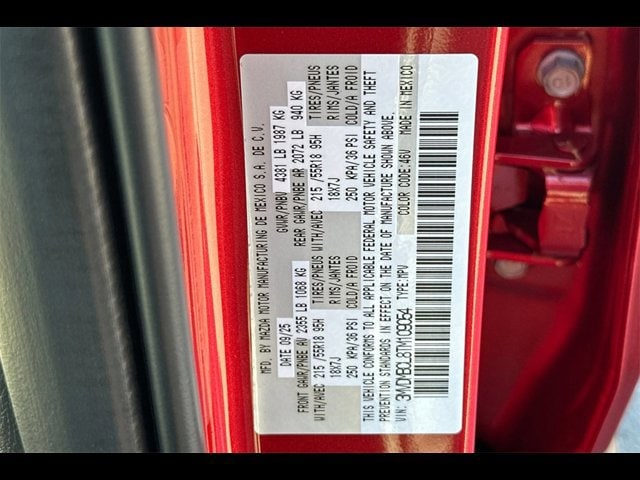 MFD. BY MAZDA MOTOR MANUFACTURING DE MEXICO S.A. DE C.V.
DATE 09/25 GVWR/PNBV 4381 LB 1987 KG
FRONT GAWR/PNBE AV 2355 LB 1068 KG REAR GAWR/PNBE AR 2072 LB 940 KG
WITH/AVEC TIRES/PNEUS WITH/AVEC TIRES/PNEUS
215 /55R18 95H RIMS/JANTES 215 /55R18 95H RIMS/JANTES
18X7J COLD/A FROID 18X7J COLD/A FROID
250 KPA/36 PSI 250 KPA/36 PSI
THIS VEHICLE CONFORMS TO ALL APPLICABLE FEDERAL MOTOR VEHICLE SAFETY AND THEFT
PREVENTION STANDARDS IN EFFECT ON THE DATE OF MANUFACTURE SHOWN ABOVE.
VIN: 3MVDMBCL8TM109054 TYPE: MPV COLOR CODE: 46V MADE IN MEXICO